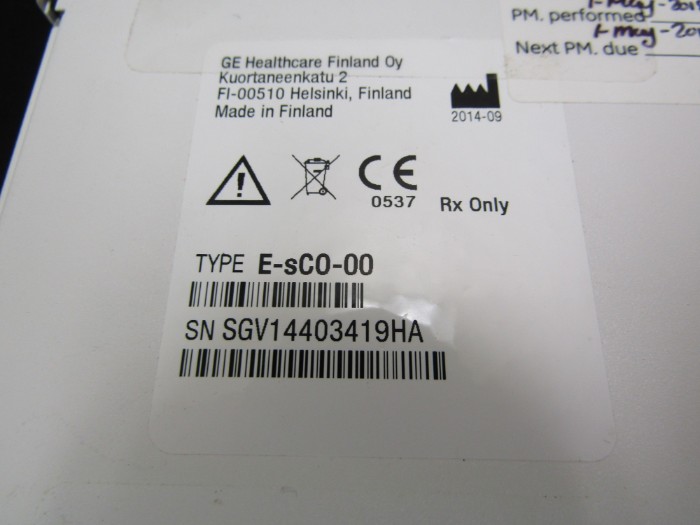 PM. performed
Next PM. due
GE Healthcare Finland Oy
Kuortaneenkatu 2
FI-00510 Helsinki, Finland
Made in Finland
2014-09
CE
0537
Rx Only
TYPE E-sCO-00
SN SGV14403419HA